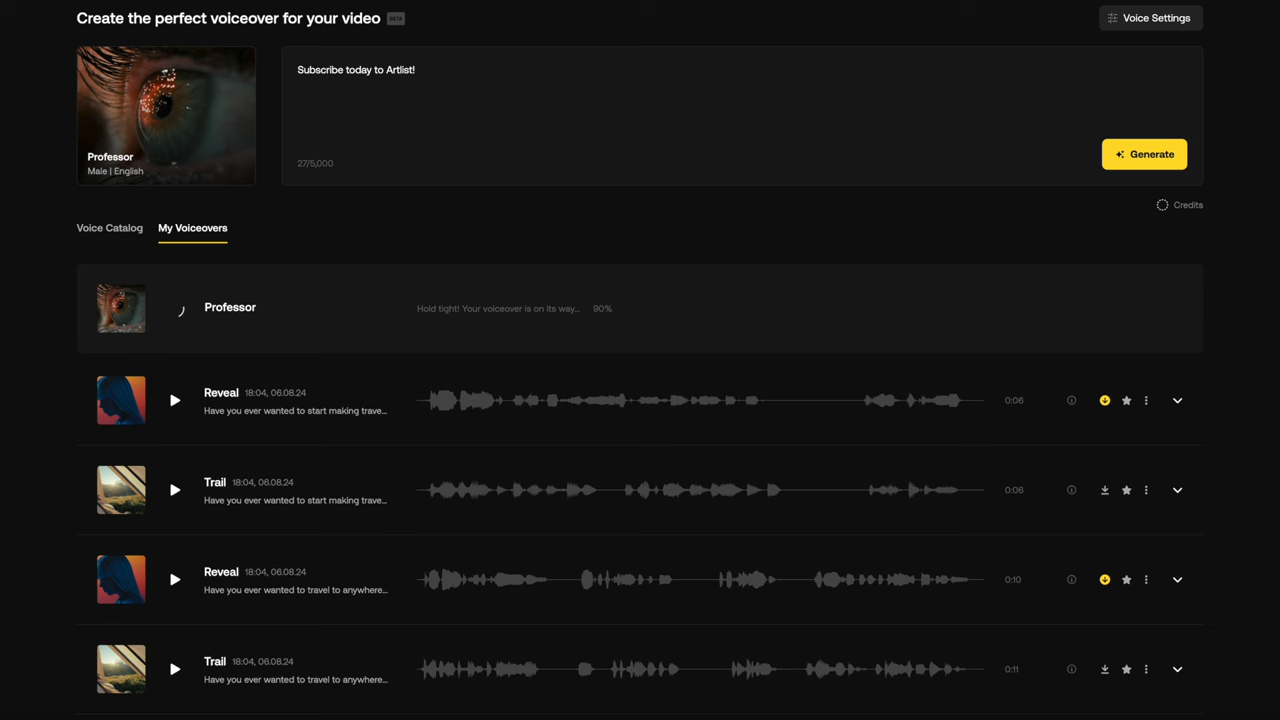 Create the perfect voiceover for your video BETA
Voice Settings
Subscribe today to Artlist!
Professor
Male | English
27/5,000
Generate
Credits
Voice Catalog
My Voiceovers
Professor
Hold tight! Your voiceover is on its way... 90%
Reveal 18:04, 06.08.24
Have you ever wanted to start making trave...
0:06
Trail 18:04, 06.08.24
Have you ever wanted to start making trave...
0:06
Reveal 18:04, 06.08.24
Have you ever wanted to travel to anywhere...
0:10
Trail 18:04, 06.08.24
Have you ever wanted to travel to anywhere...
0:11